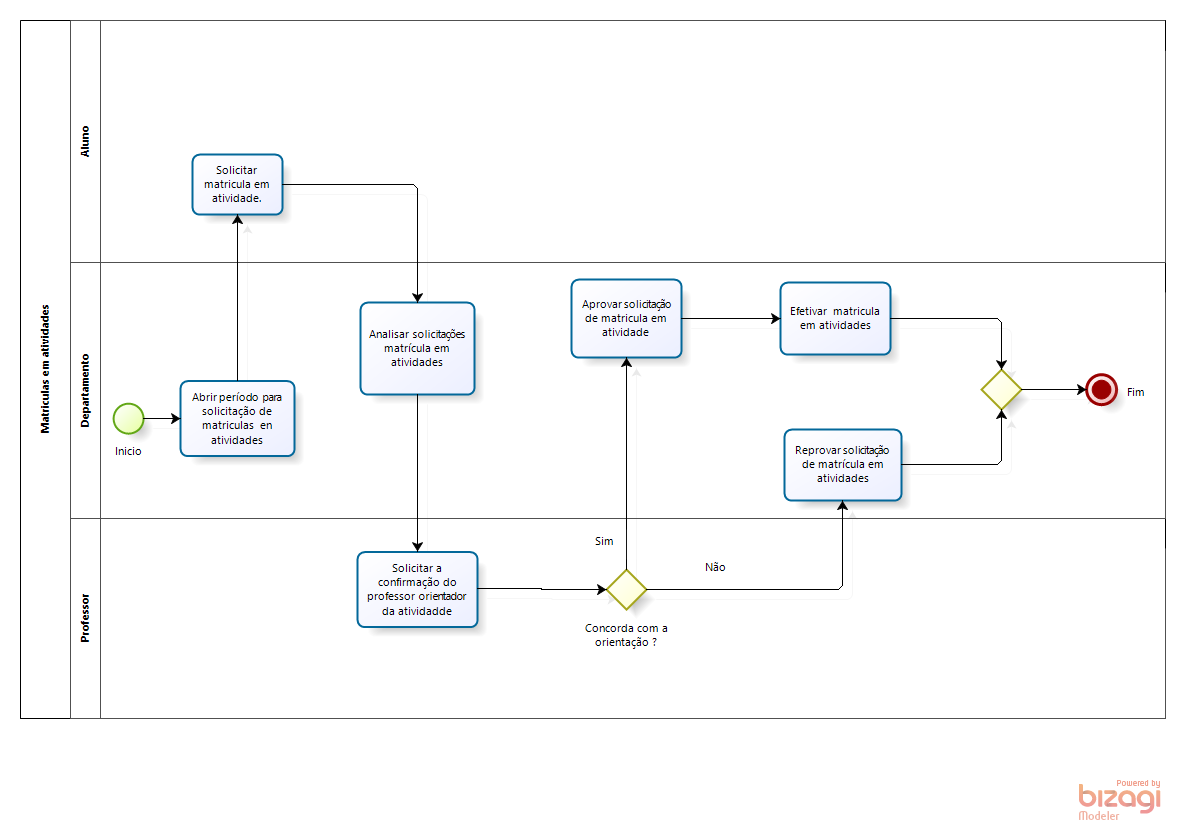 Matriculas em atividades
Aluno
Solicitar
matricula em
atividade.
Departamento
Inicio
Abrir período para
solicitação de
matriculas en
atividades
Analisar solicitações
matrícula em
atividades
Aprovar solicitação
de matricula em
atividade
Efetivar matricula
em atividades
Reprovar solicitação
de matrícula em
atividades
Fim
Professor
Solicitar a
confirmação do
professor orientador
da atividadde
Sim
Não
Concorda com a
orientação ?
Powered by
bizagi
Modeler